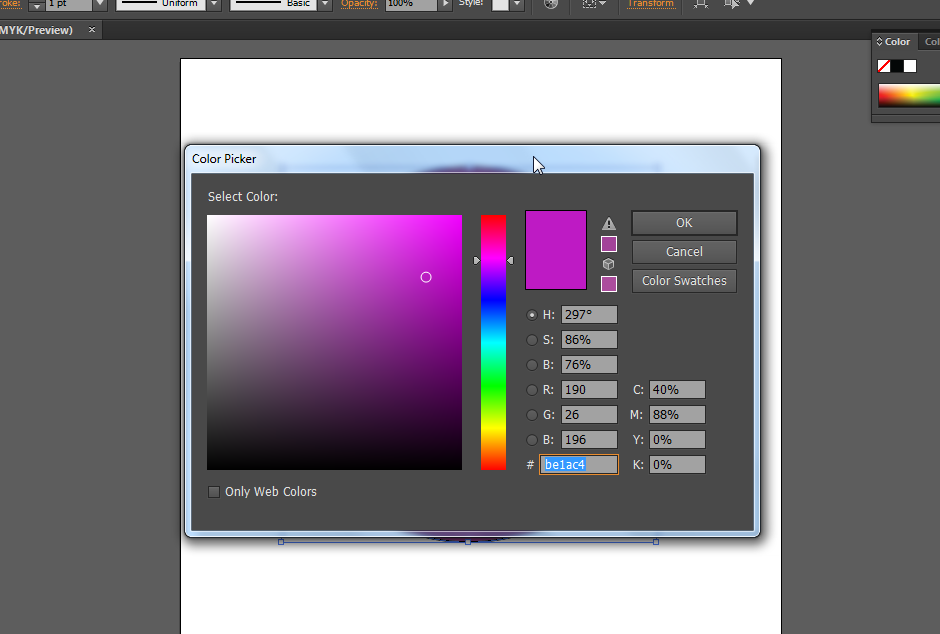 roke: 1 pt Uniform Basic Opacity: 100% Style: Transform
MYK/Preview) ×
Color Col
Color Picker
Select Color:
OK
Cancel
Color Swatches
H: 297°
S: 86%
B: 76%
R: 190 C: 40%
G: 26 M: 88%
B: 196 Y: 0%
# be1ac4 K: 0%
Only Web Colors